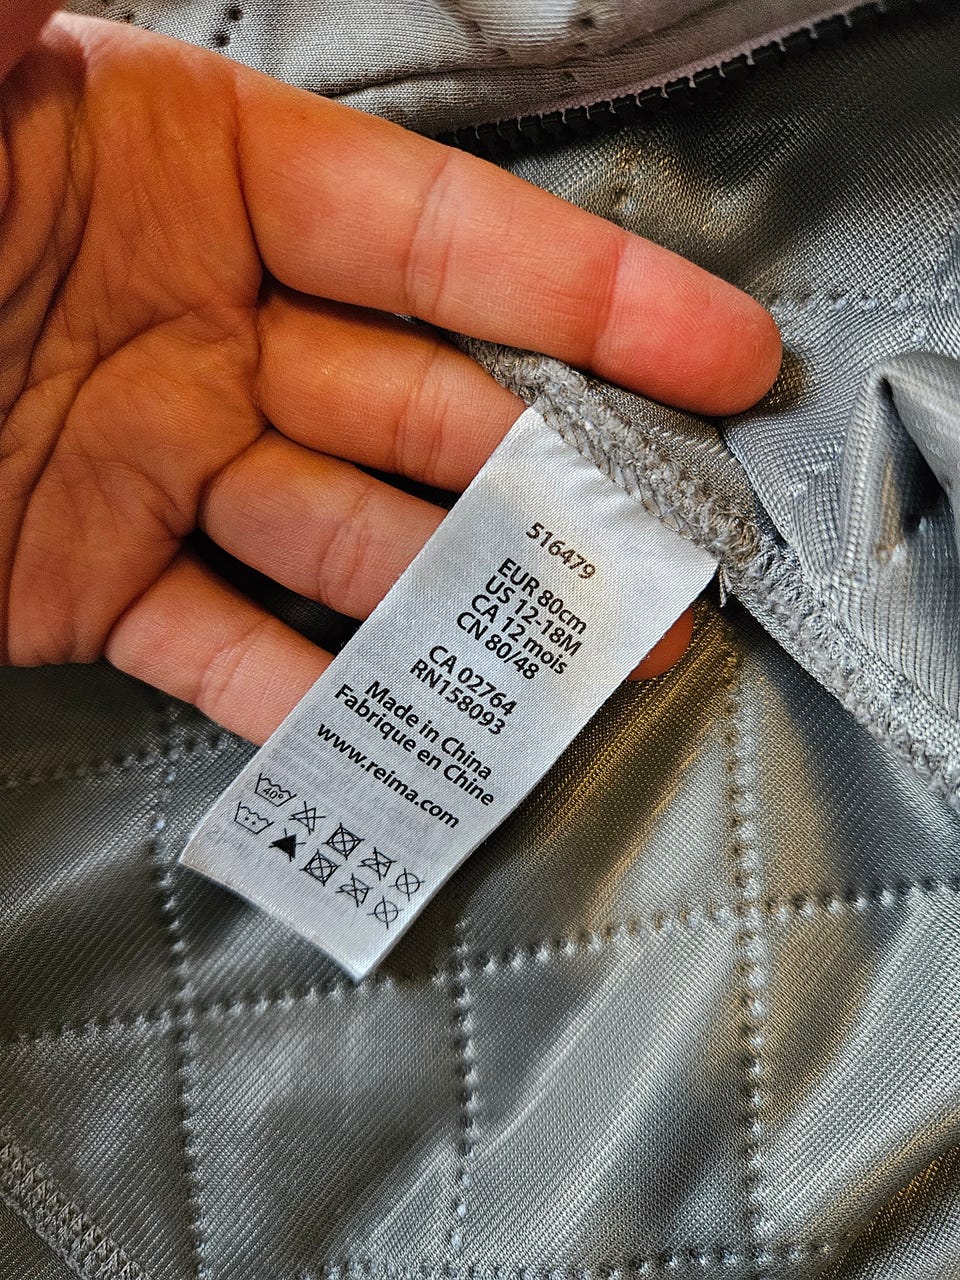 516479
EUR 80cm
US 12-18M
CA 12 mois
CN 80/48
CA 02764
RN158093
Made in China
Fabrique en Chine
www.reima.com
40°